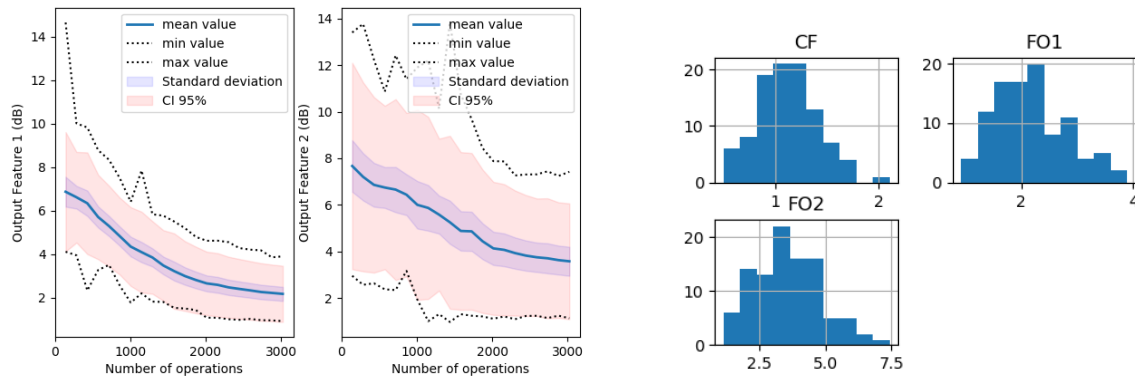 mean value
min value
max value
Standard deviation
CI 95%
14
12
10
8
6
4
2
0
1000
2000
3000
Output Feature 1 (dB)
Number of operations
mean value
min value
max value
Standard deviation
CI 95%
14
12
10
8
6
4
2
0
1000
2000
3000
Output Feature 2 (dB)
Number of operations
CF
20
10
0
1
2
FO1
20
10
0
2
4
FO2
20
10
0
2.5
5.0
7.5